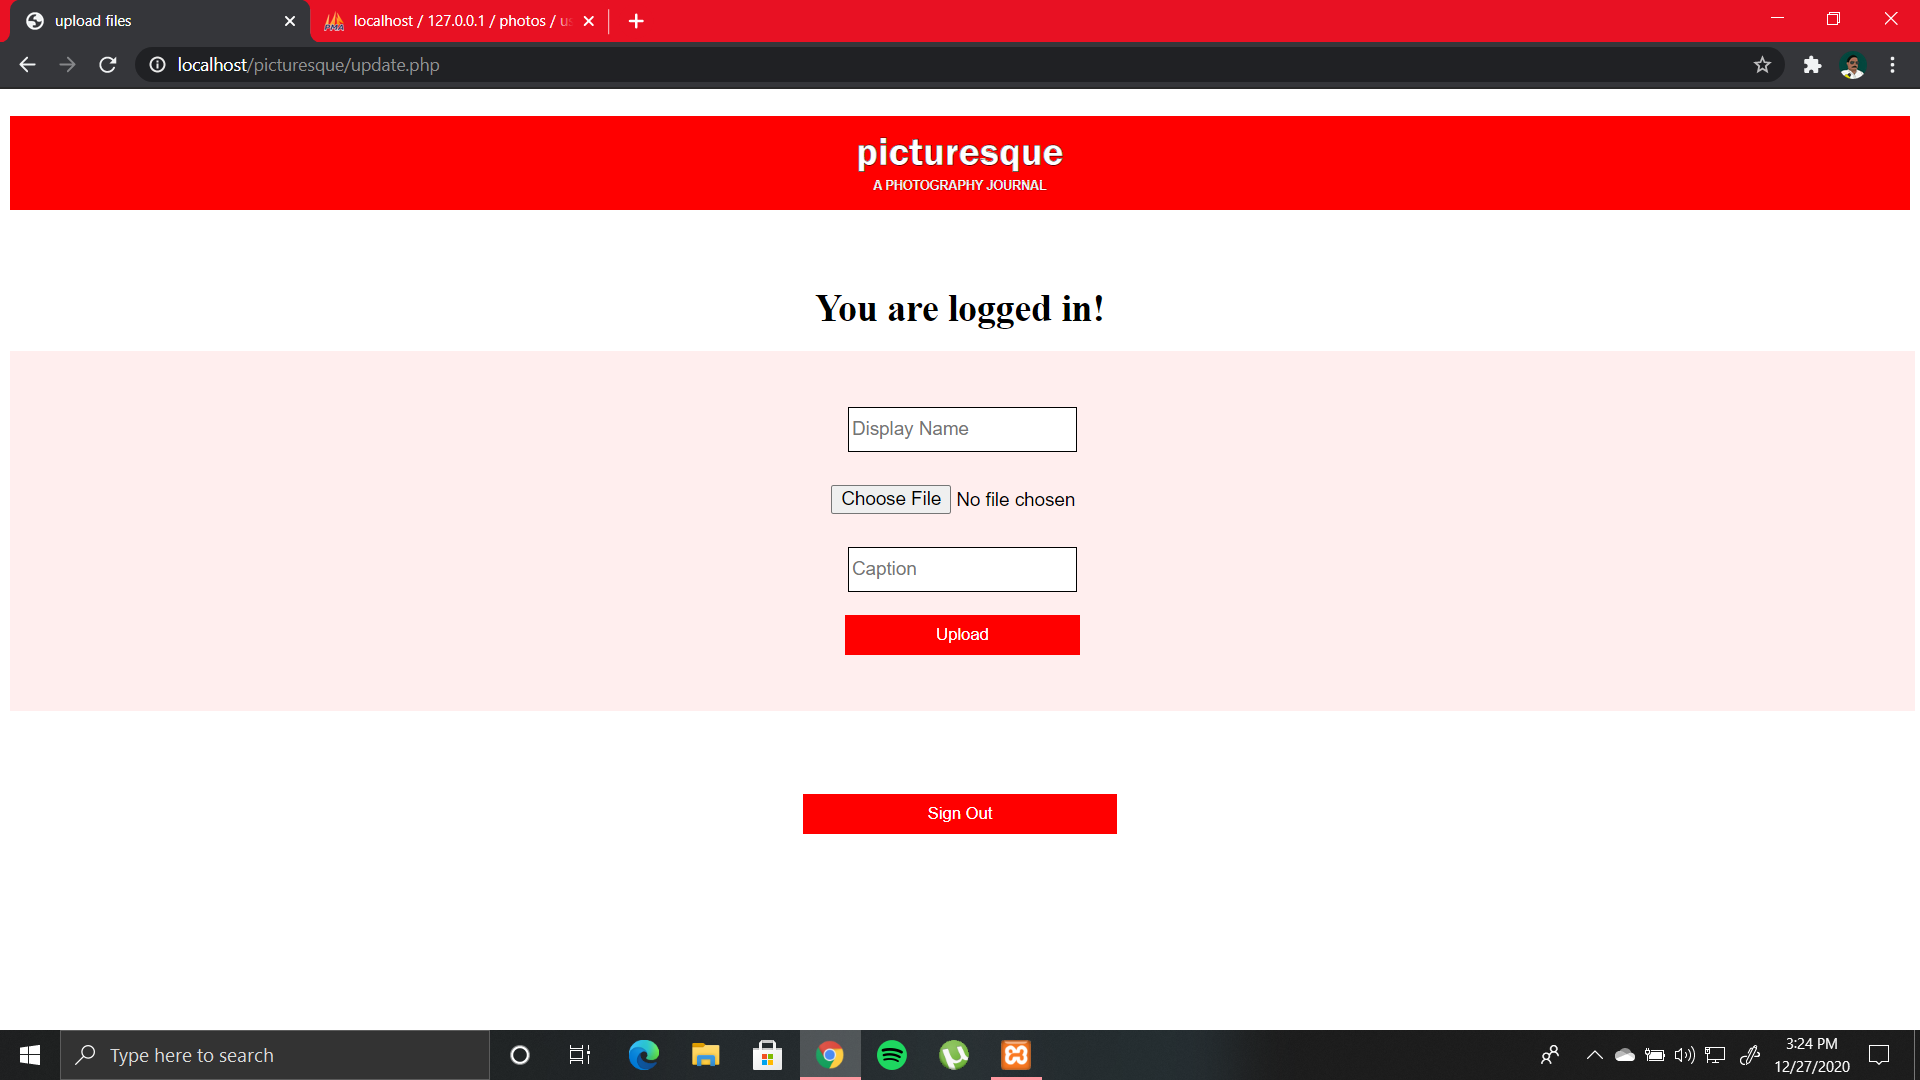 upload files
localhost / 127.0.0.1 / photos / us
localhost/picturesque/update.php
picturesque
A PHOTOGRAPHY JOURNAL
You are logged in!
Display Name
Choose File No file chosen
Caption
Upload
Sign Out
Type here to search
3:24 PM
12/27/2020